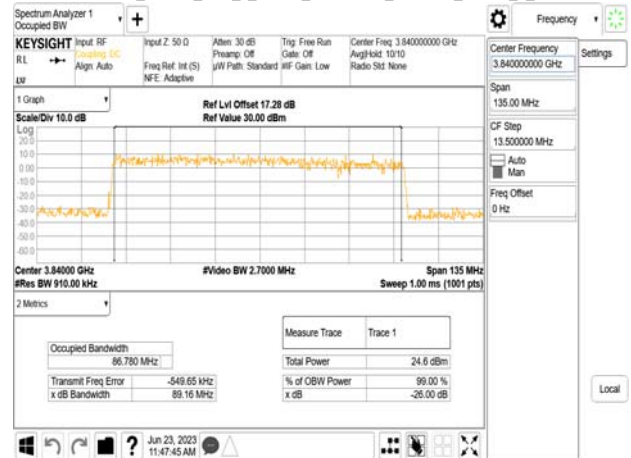 Spectrum Analyzer 1
Occupied BW
Frequency
KEYSIGHT
Input: RF
Coupling: DC
Align: Auto
Input Z: 50 Ω
Freq Ref: Int (S)
NFE: Adaptive
Atten: 30 dB
Preamp: Off
µW Path: Standard
Trig: Free Run
Gate: Off
#IF Gain: Low
Center Freq: 3.840000000 GHz
Avg|Hold: 10/10
Radio Std: None
RL
Center Frequency
3.840000000 GHz
Settings
Span
135.00 MHz
CF Step
13.500000 MHz
Auto
Man
Freq Offset
0 Hz
1 Graph
Scale/Div 10.0 dB
Ref Lvl Offset 17.28 dB
Ref Value 30.00 dBm
Log
20.0
10.0
0.00
-10.0
-20.0
-30.0
-40.0
-50.0
-60.0
Center 3.84000 GHz
#Res BW 910.00 kHz
#Video BW 2.7000 MHz
Span 135 MHz
Sweep 1.00 ms (1001 pts)
2 Metrics
Measure Trace Trace 1
Occupied Bandwidth
86.780 MHz
Total Power 24.6 dBm
Transmit Freq Error -549.65 kHz
% of OBW Power 99.00 %
x dB Bandwidth 89.16 MHz
x dB -26.00 dB
Local
?
Jun 23, 2023
11:47:45 AM